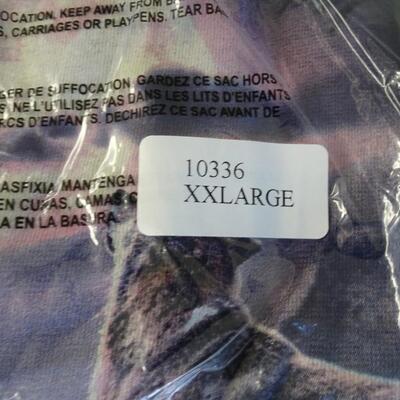 OCATION. KEEP AWAY FROM B
S, CARRIAGES OR PLAYPENS. TEAR BA
GER DE SUFFOCATION. GARDEZ CE SAC HORS
S. NE L'UTILISEZ PAS DANS LES LITS D'ENFANTS
RCS D'ENFANTS. DECHIREZ CE SAC AVANT DE
10336
XXLARGE
ASFIXIA MANTENGA
EN CUNAS, CAMAS, C
A EN LA BASURA.